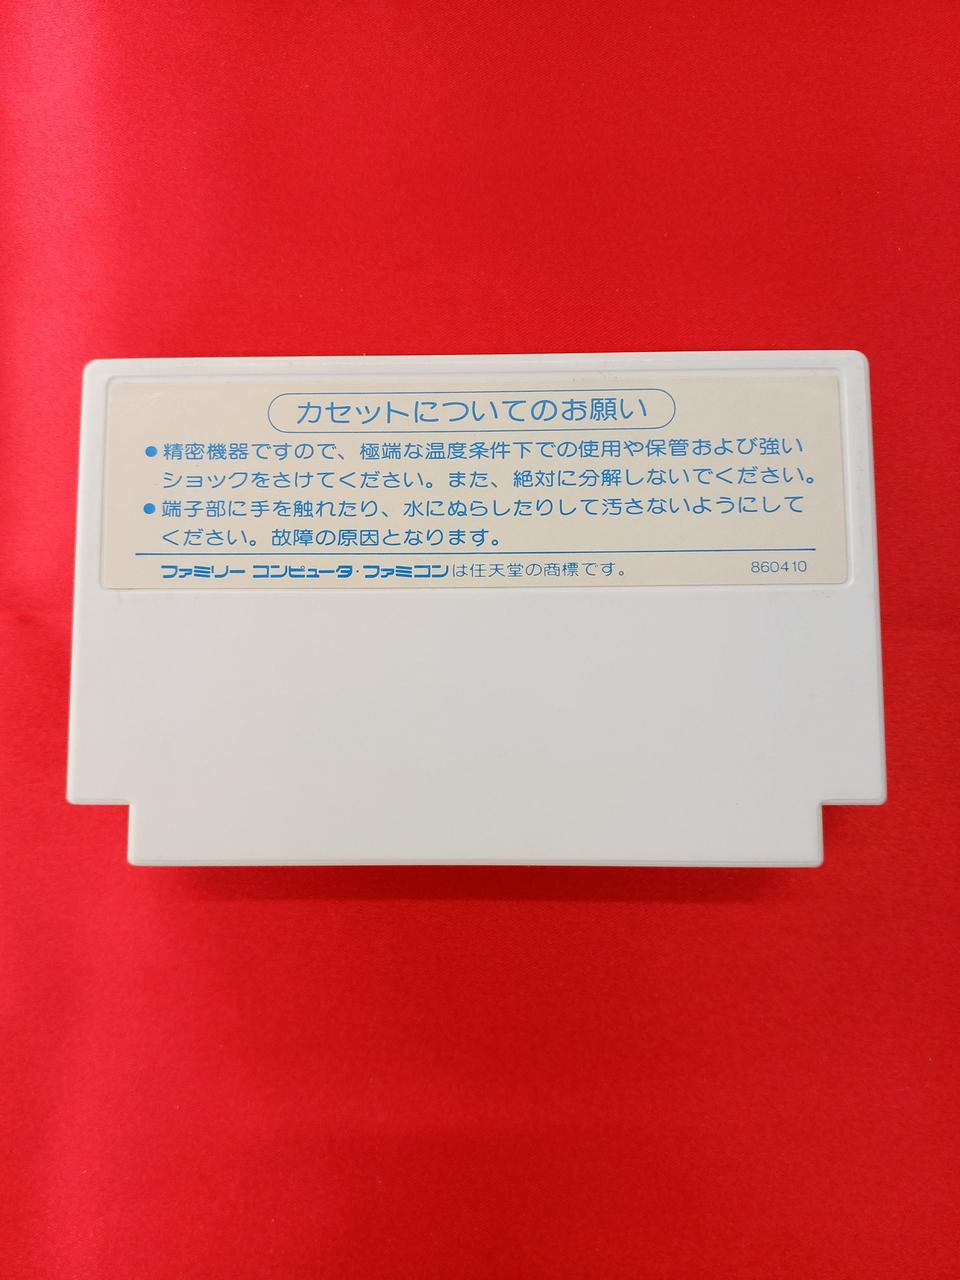 カセットについてのお願い
●精密機器ですので、極端な温度条件下での使用や保管および強い
ショックをさけてください。また、絶対に分解しないでください。
●端子部に手を触れたり、水にぬらしたりして汚さないようにして
ください。故障の原因となります。
ファミリー コンピュータ・ファミコンは任天堂の商標です。 860410